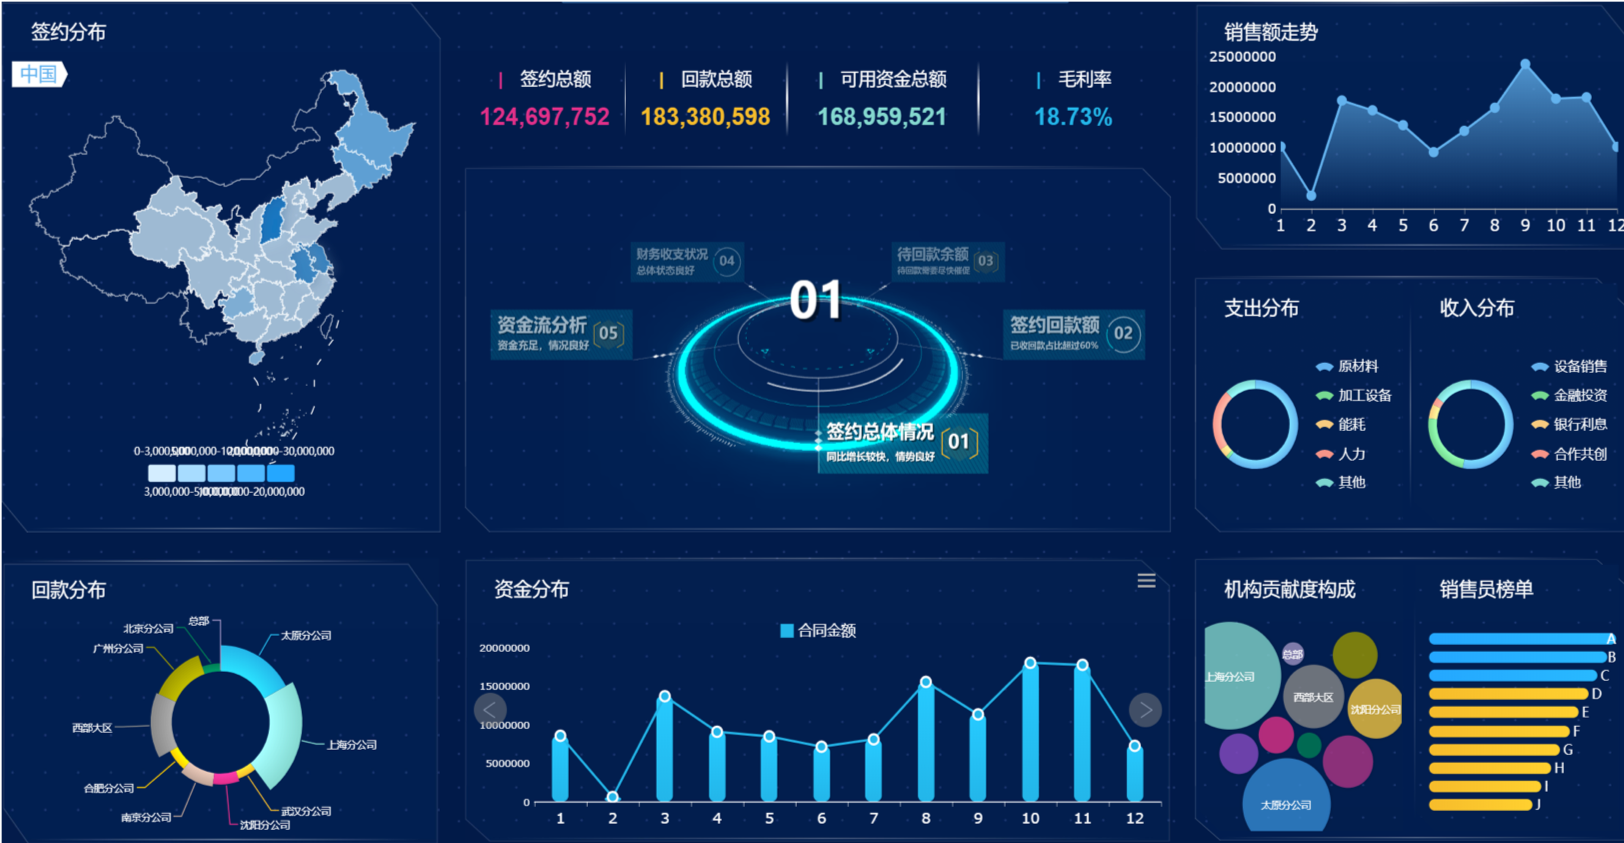 签约分布
中国
0-3,000,000
5,000,000-10,000,000
20,000,000-30,000,000
3,000,000-5,000,000
10,000,000-20,000,000
签约总额
124,697,752
回款总额
183,380,598
可用资金总额
168,959,521
毛利率
18.73%
财务收支状况
总体状态良好
04
待回款余额
待回款需要尽快催促
03
01
资金流分析
资金充足，情况良好
05
签约回款额
已收回款占比超过60%
02
签约总体情况
同比增长较快，情势良好
01
销售额走势
25000000
20000000
15000000
10000000
5000000
0
1 2 3 4 5 6 7 8 9 10 11 12
支出分布
原材料
加工设备
能耗
人力
其他
收入分布
设备销售
金融投资
银行利息
合作共创
其他
回款分布
总部
北京分公司
太原分公司
广州分公司
西部大区
上海分公司
合肥分公司
南京分公司
武汉分公司
沈阳分公司
资金分布
合同金额
20000000
15000000
10000000
5000000
0
1 2 3 4 5 6 7 8 9 10 11 12
<
>
机构贡献度构成
总部
上海分公司
西部大区
沈阳分公司
太原分公司
销售员榜单
A
B
C
D
E
F
G
H
I
J